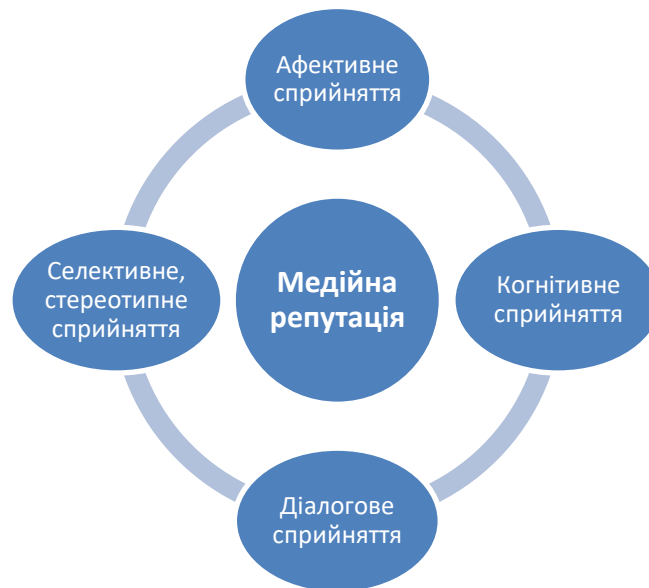 Афективне
сприйняття
Селективне,
стереотипне
сприйняття
Медійна
репутація
Когнітивне
сприйняття
Діалогове
сприйняття